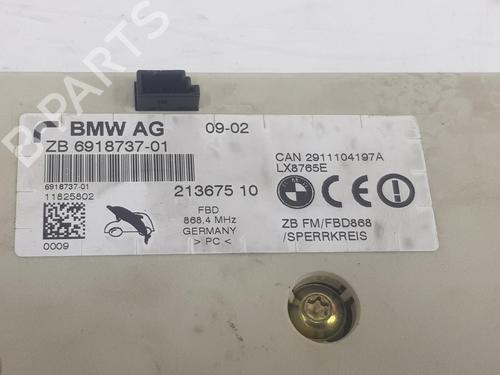 B-PARTS
BMW AG 09-02
ZB 6918737-01
CAN 2911104197A
LX8765E
6918737-01
11825802
213675 10
FBD
868,4 MHz
GERMANY
> PC <
0009
CE
ZB FM/FBD868
/SPERRKREIS